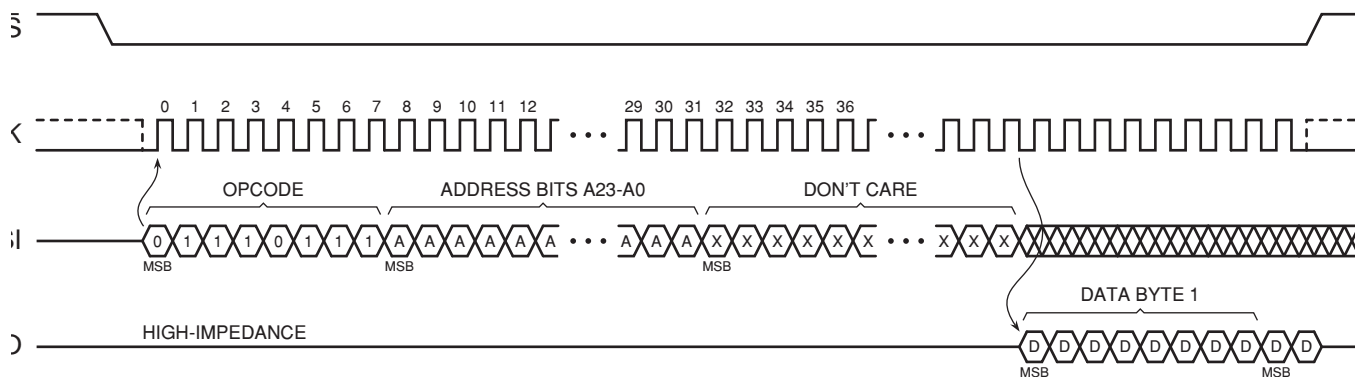 0 1 2 3 4 5 6 7 8 9 10 11 12 29 30 31 32 33 34 35 36
OPCODE ADDRESS BITS A23-A0 DON'T CARE
0 1 1 1 0 1 1 1 A A A A A A A A A X X X X X X X X X
MSB MSB MSB
DATA BYTE 1
HIGH-IMPEDANCE
D D D D D D D D D D
MSB MSB